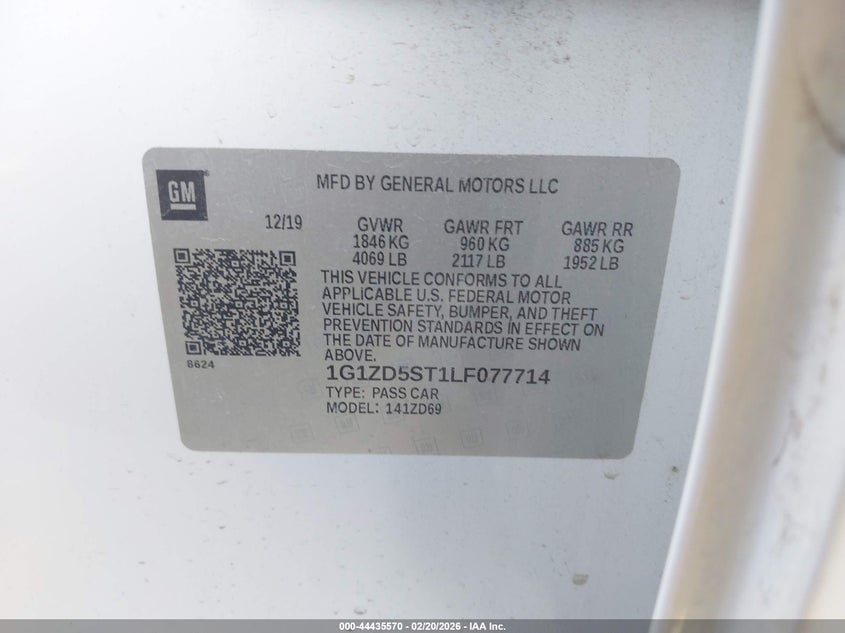 GM
MFD BY GENERAL MOTORS LLC
12/19 GVWR GAWR FRT GAWR RR
1846 KG 960 KG 885 KG
4069 LB 2117 LB 1952 LB
THIS VEHICLE CONFORMS TO ALL
APPLICABLE U.S. FEDERAL MOTOR
VEHICLE SAFETY, BUMPER, AND THEFT
PREVENTION STANDARDS IN EFFECT ON
THE DATE OF MANUFACTURE SHOWN
ABOVE.
8624
1G1ZD5ST1LF077714
TYPE: PASS CAR
MODEL: 141ZD69
000-44435570 | 02/20/2026 | IAA Inc.